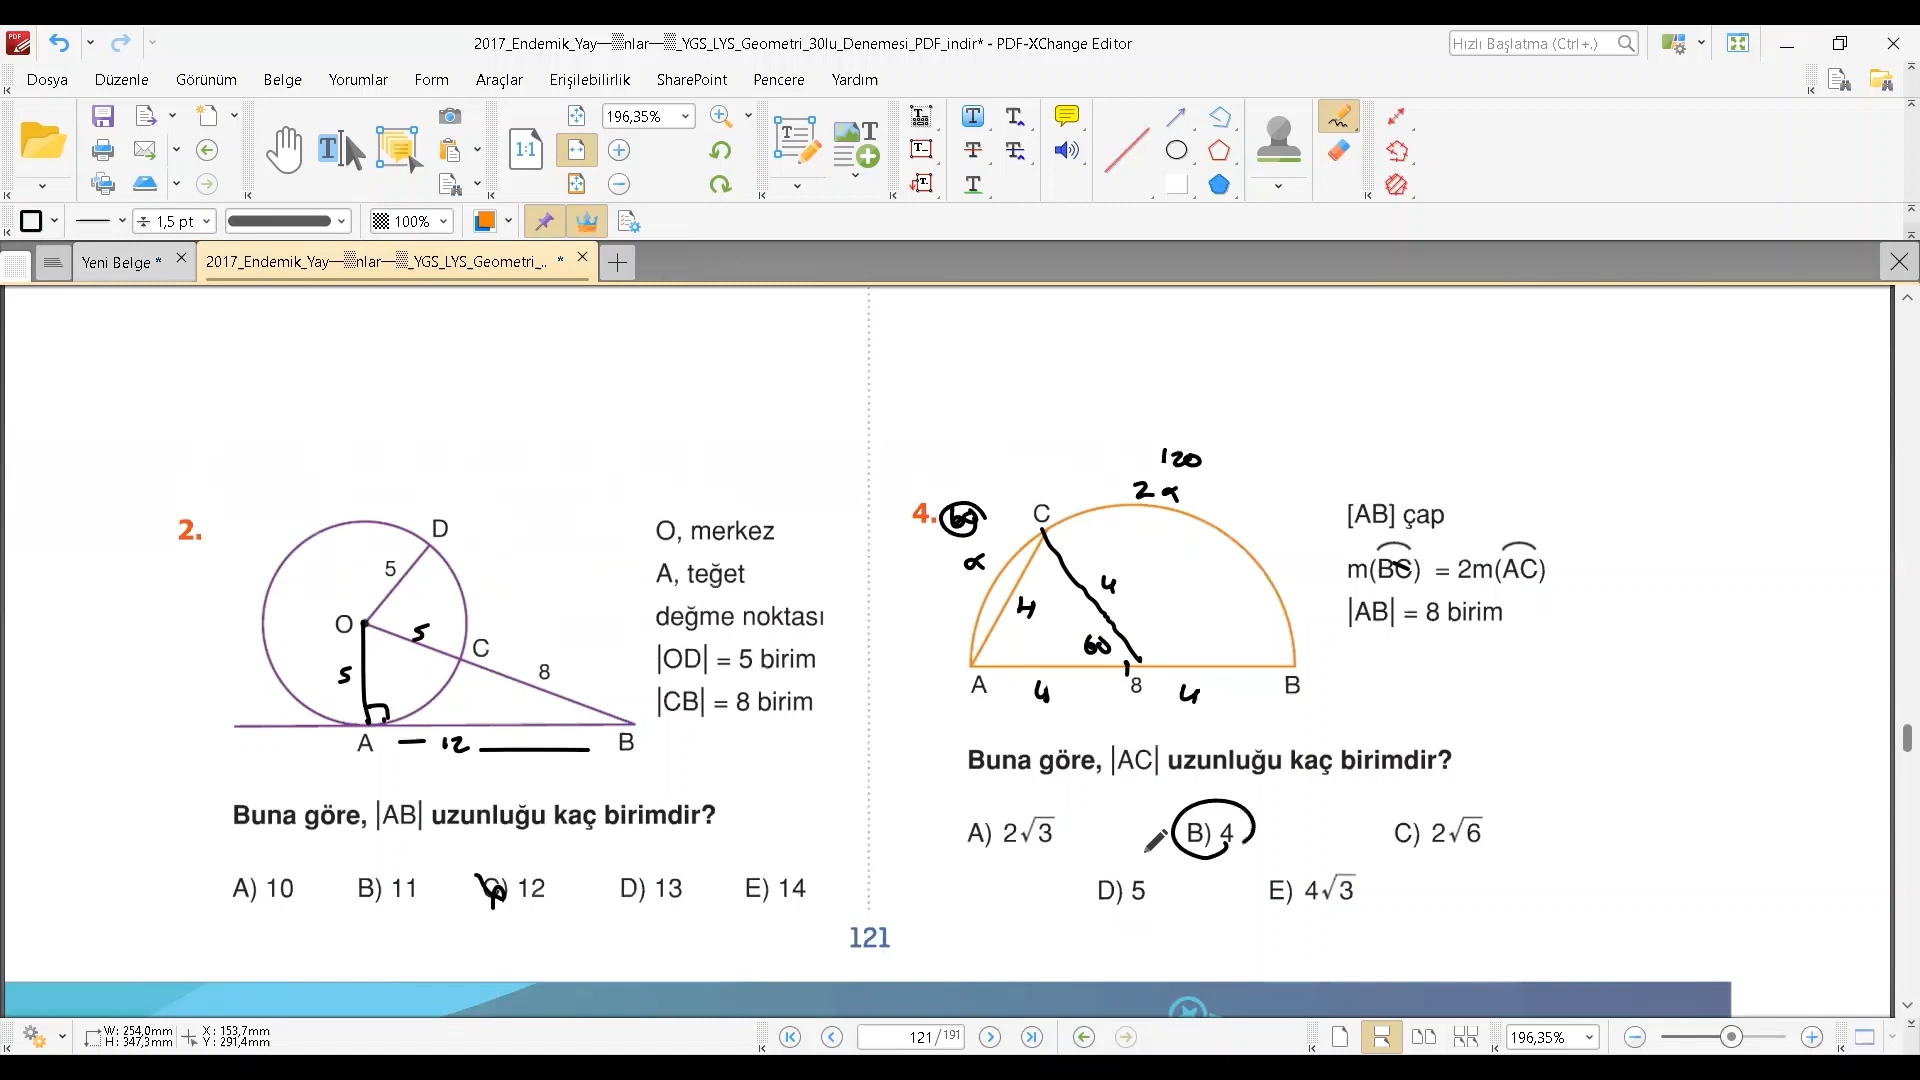 2017_Endemik_Yay—nlar—_YGS_LYS_Geometri_30lu_Denemesi_PDF_indir* - PDF-XChange Editor
Hızlı Başlatma (Ctrl+.)
Dosya Düzenle Görünüm Belge Yorumlar Form Araçlar Erişilebilirlik SharePoint Pencere Yardım
196,35%
1:1
1,5 pt
100%
Yeni Belge *
2017_Endemik_Yay—nlar—_YGS_LYS_Geometri_.. *
2.
D
5
O
5
5
C
8
A
12
B
O, merkez
A, teğet
değme noktası
|OD| = 5 birim
|CB| = 8 birim
Buna göre, |AB| uzunluğu kaç birimdir?
A) 10 B) 11 C) 12 D) 13 E) 14
4.
60
C
120
2α
α
4
4
60
A
4
8
4
B
[AB] çap
m(BC) = 2m(AC)
|AB| = 8 birim
Buna göre, |AC| uzunluğu kaç birimdir?
A) 2√3 B) 4 C) 2√6
D) 5 E) 4√3
121
W: 254,0mm
H: 347,3mm
X: 153,7mm
Y: 291,4mm
121 / 191
196,35%